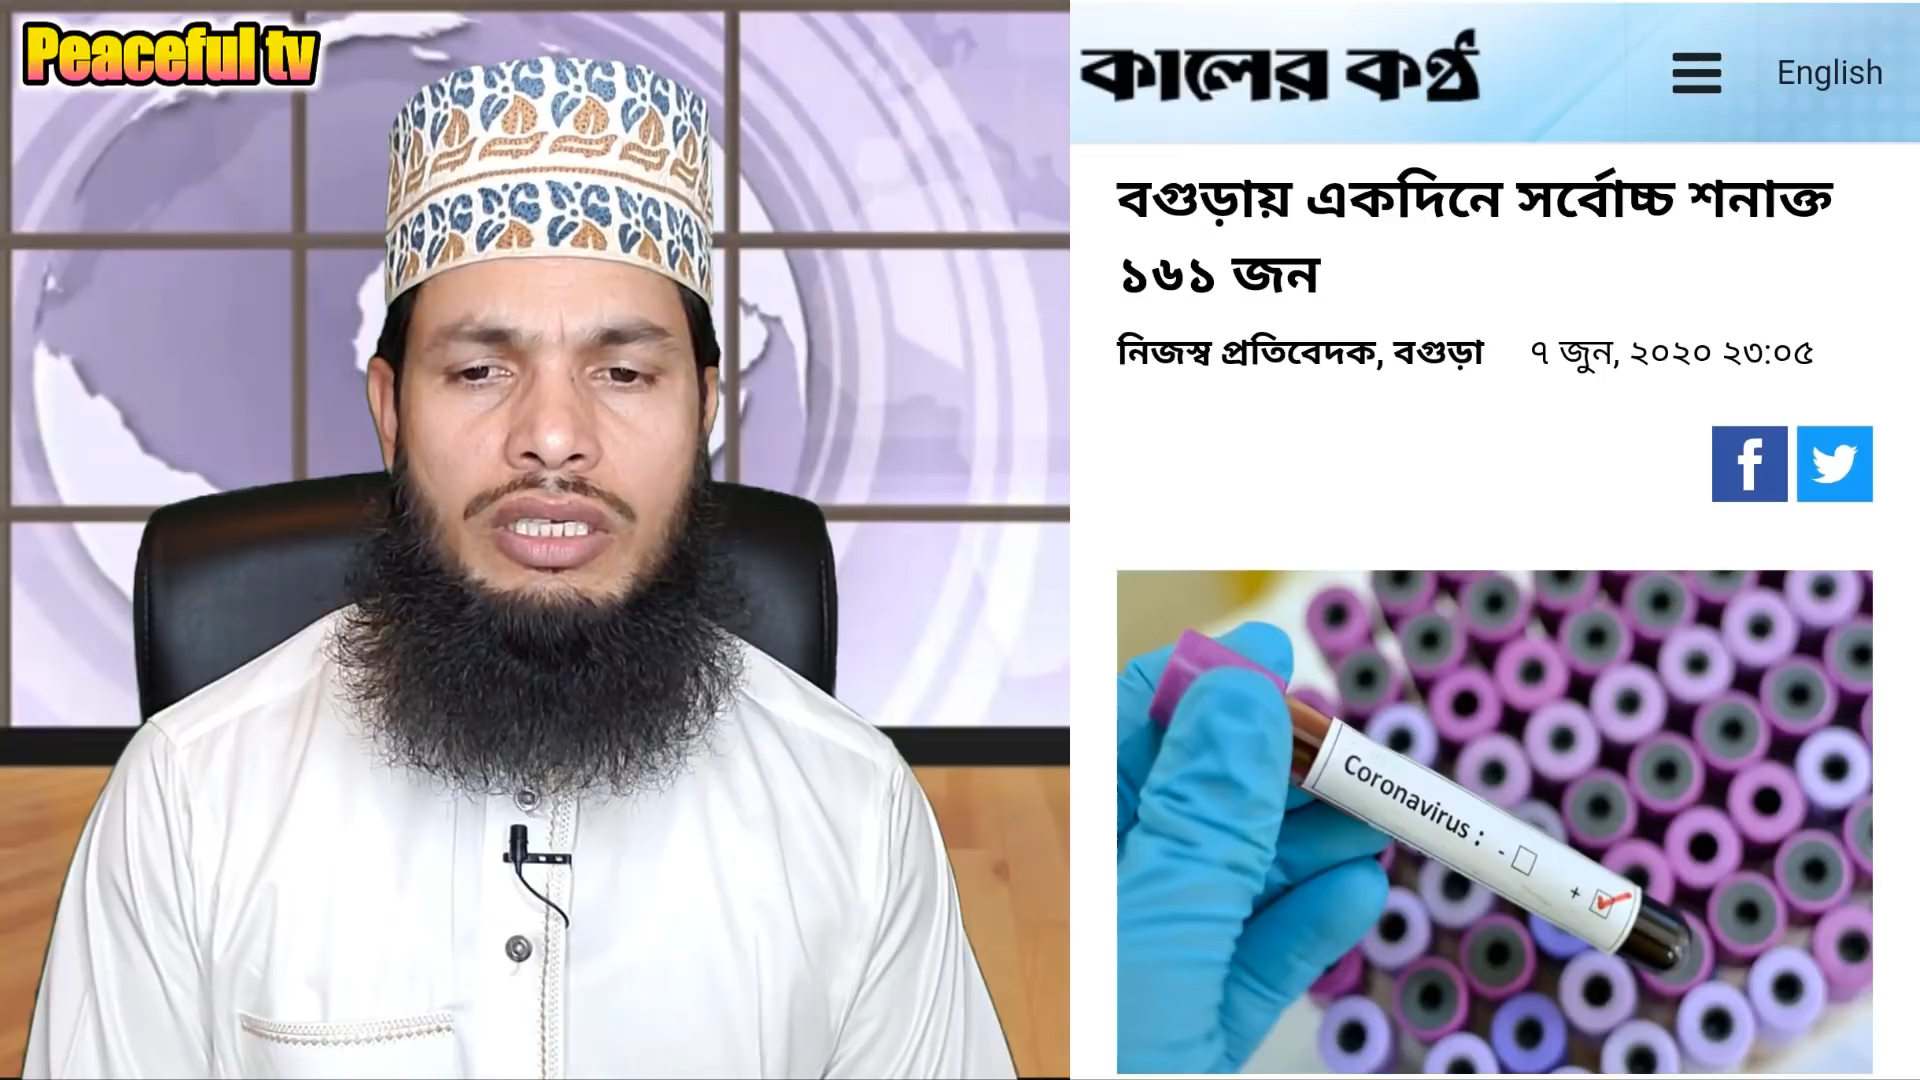 Peaceful tv
কালের কণ্ঠ
English
বগুড়ায় একদিনে সর্বোচ্চ শনাক্ত
১৬১ জন
নিজস্ব প্রতিবেদক, বগুড়া ৭ জুন, ২০২০ ২৩:০৫
Coronavirus :
-
+